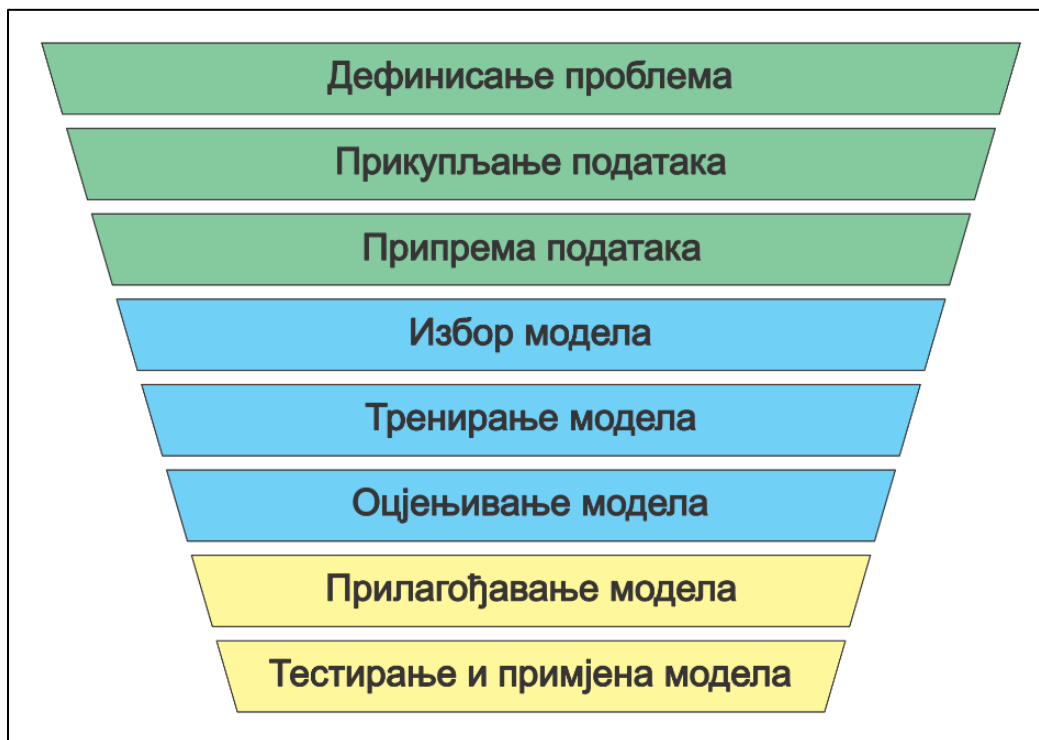 Дефинисање проблема
Прикупљање података
Припрема података
Избор модела
Тренирање модела
Оцјењивање модела
Прилагођавање модела
Тестирање и примјена модела